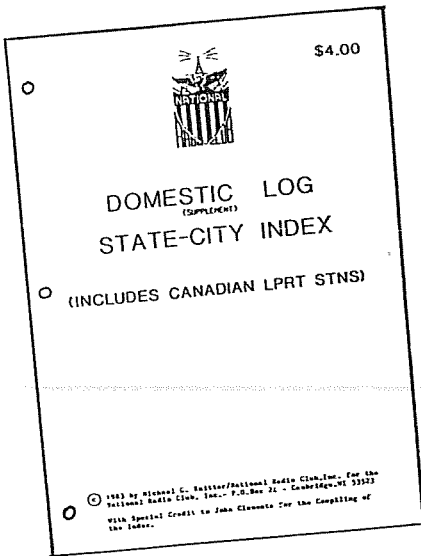 $4.00
NATIONAL
DOMESTIC LOG
(SUPPLEMENT)
STATE-CITY INDEX
(INCLUDES CANADIAN LPRT STNS)
© 1983 by Michael C. /National Radio Club, Inc. for the
National Radio Club, Inc. - P.O.Box 24 - Cambridge, WI 53523
With Special Credit to John Clements for the Compiling of
the Index.